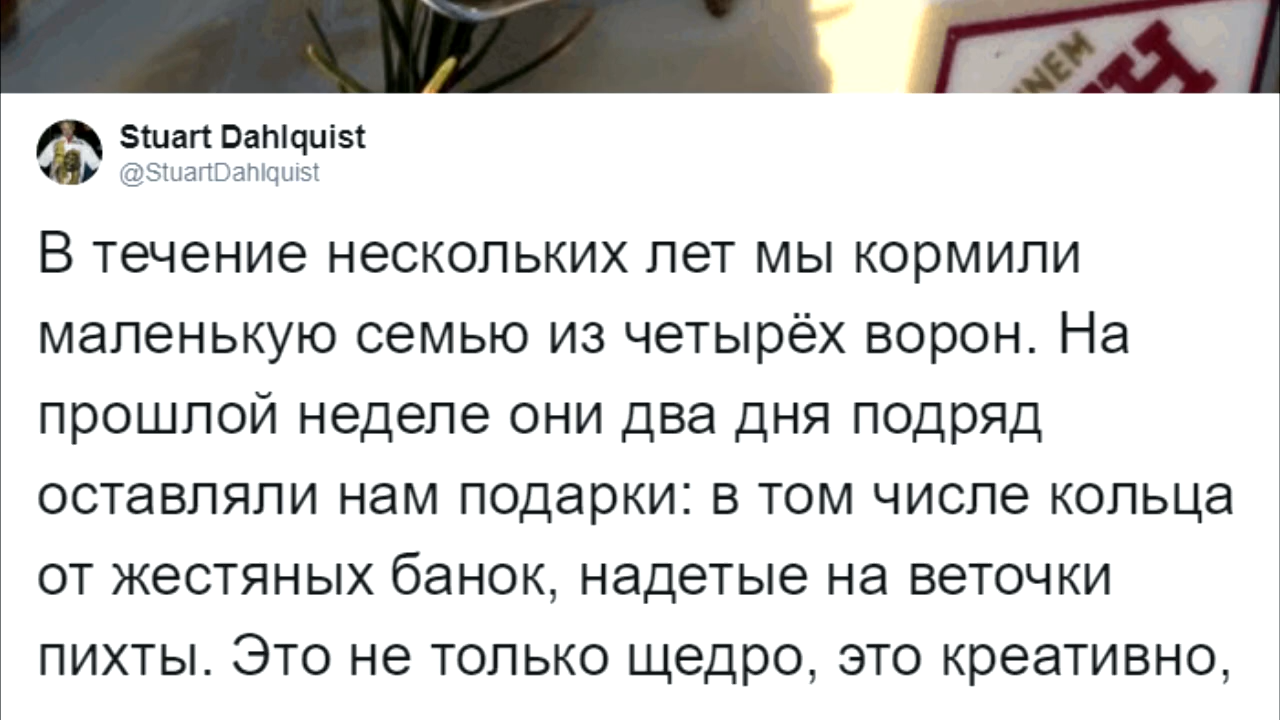 INEM
H
Stuart Dahlquist
@StuartDahlquist
В течение нескольких лет мы кормили
маленькую семью из четырёх ворон. На
прошлой неделе они два дня подряд
оставляли нам подарки: в том числе кольца
от жестяных банок, надетые на веточки
пихты. Это не только щедро, это креативно,